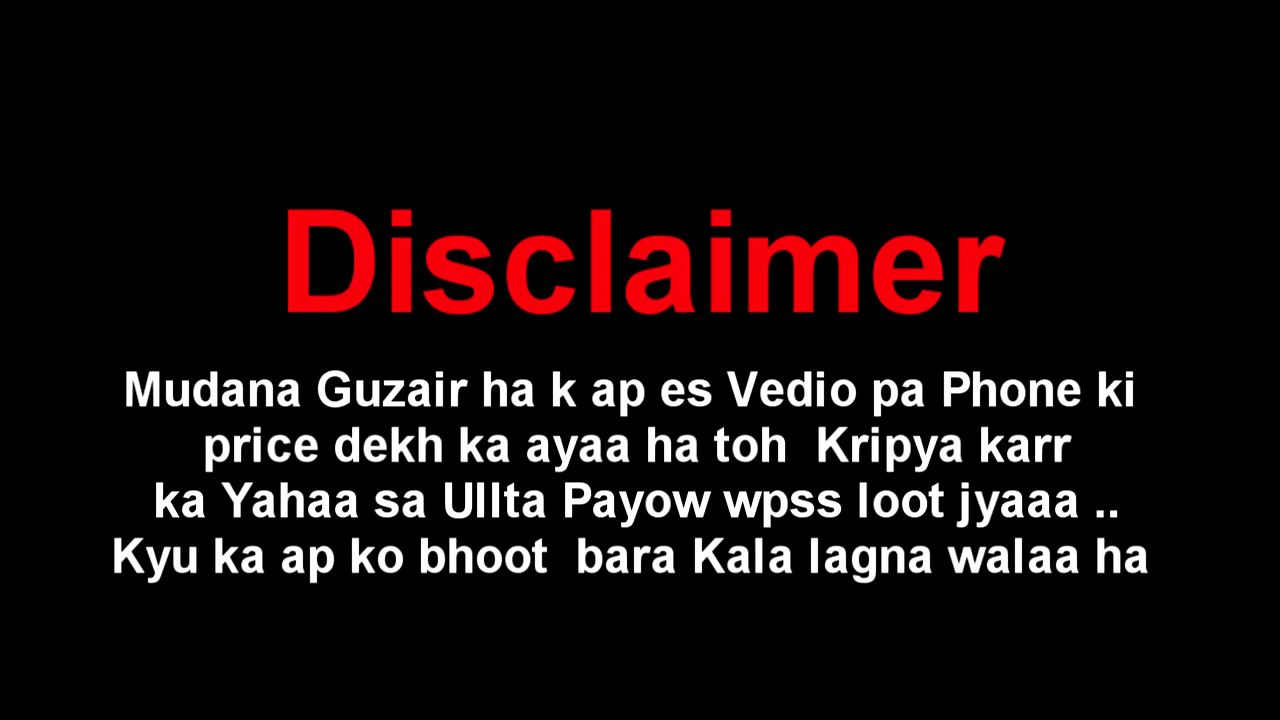 Disclaimer
Mudana Guzair ha k ap es Vedio pa Phone ki
price dekh ka ayaa ha toh Kripya karr
ka Yahaa sa Ullta Payow wpss loot jyaaa ..
Kyu ka ap ko bhoot bara Kala lagna walaa ha